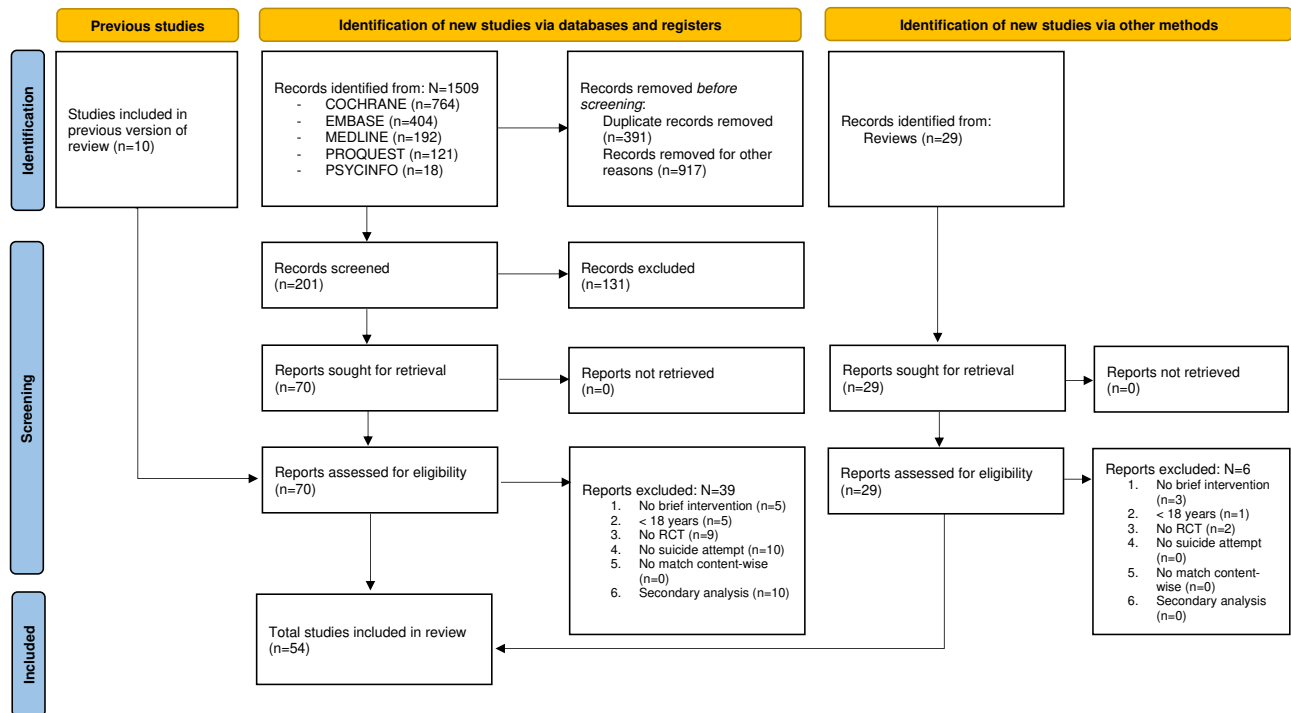 Previous studies
Identification of new studies via databases and registers
Identification of new studies via other methods
Identification
Studies included in
previous version of
review (n=10)
Records identified from: N=1509
- COCHRANE (n=764)
- EMBASE (n=404)
- MEDLINE (n=192)
- PROQUEST (n=121)
- PSYCINFO (n=18)
Records removed before
screening:
Duplicate records removed
(n=391)
Records removed for other
reasons (n=917)
Records identified from:
Reviews (n=29)
Screening
Records screened
(n=201)
Records excluded
(n=131)
Reports sought for retrieval
(n=70)
Reports not retrieved
(n=0)
Reports sought for retrieval
(n=29)
Reports not retrieved
(n=0)
Reports assessed for eligibility
(n=70)
Reports excluded: N=39
1. No brief intervention (n=5)
2. < 18 years (n=5)
3. No RCT (n=9)
4. No suicide attempt (n=10)
5. No match content-wise
(n=0)
6. Secondary analysis (n=10)
Reports assessed for eligibility
(n=29)
Reports excluded: N=6
1. No brief intervention
(n=3)
2. < 18 years (n=1)
3. No RCT (n=2)
4. No suicide attempt
(n=0)
5. No match content-
wise (n=0)
6. Secondary analysis
(n=0)
Included
Total studies included in review
(n=54)